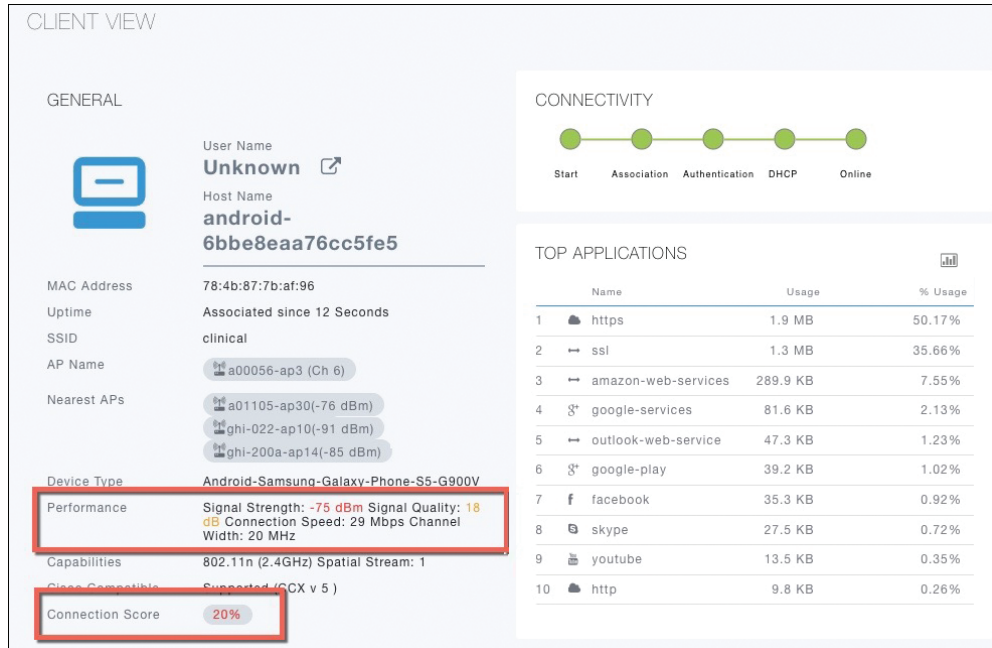 CLIENT VIEW
GENERAL
User Name
Unknown
Host Name
android-
6bbe8eaa76cc5fe5
MAC Address 78:4b:87:7b:af:96
Uptime Associated since 12 Seconds
SSID clinical
AP Name a00056-ap3 (Ch 6)
Nearest APs a01105-ap30(-76 dBm)
ghi-022-ap10(-91 dBm)
ghi-200a-ap14(-85 dBm)
Device Type Android-Samsung-Galaxy-Phone-S5-G900V
Performance Signal Strength: -75 dBm Signal Quality: 18
dB Connection Speed: 29 Mbps Channel
Width: 20 MHz
Capabilities 802.11n (2.4GHz) Spatial Stream: 1
Cisco Compatible Supported (CCX v 5 )
Connection Score 20%
CONNECTIVITY
Start Association Authentication DHCP Online
TOP APPLICATIONS
Name Usage % Usage
1 https 1.9 MB 50.17%
2 ssl 1.3 MB 35.66%
3 amazon-web-services 289.9 KB 7.55%
4 google-services 81.6 KB 2.13%
5 outlook-web-service 47.3 KB 1.23%
6 google-play 39.2 KB 1.02%
7 facebook 35.3 KB 0.92%
8 skype 27.5 KB 0.72%
9 youtube 13.5 KB 0.35%
10 http 9.8 KB 0.26%